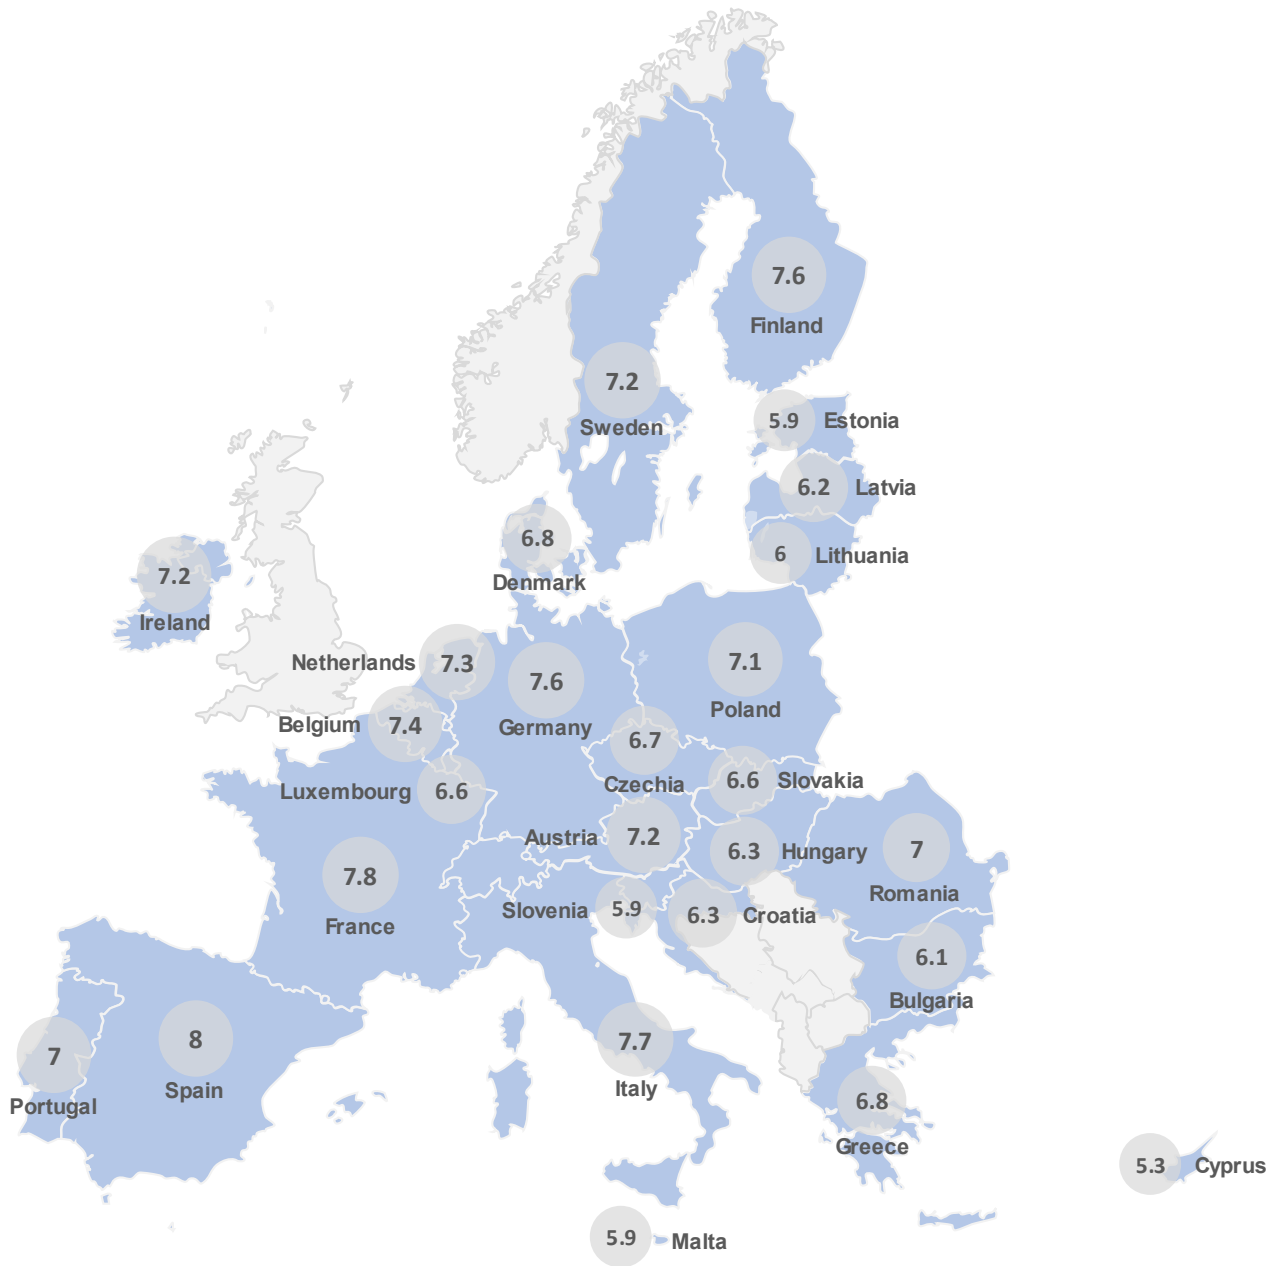 7.6
Finland
7.2
Sweden
5.9
Estonia
6.2
Latvia
6.8
Denmark
6
Lithuania
7.2
Ireland
Netherlands
7.3
7.6
Germany
7.1
Poland
Belgium
7.4
6.7
Czechia
6.6
Slovakia
Luxembourg
6.6
Austria
7.2
6.3
Hungary
7
Romania
7.8
France
Slovenia
5.9
6.3
Croatia
6.1
Bulgaria
7
Portugal
8
Spain
7.7
Italy
6.8
Greece
5.3
Cyprus
5.9
Malta